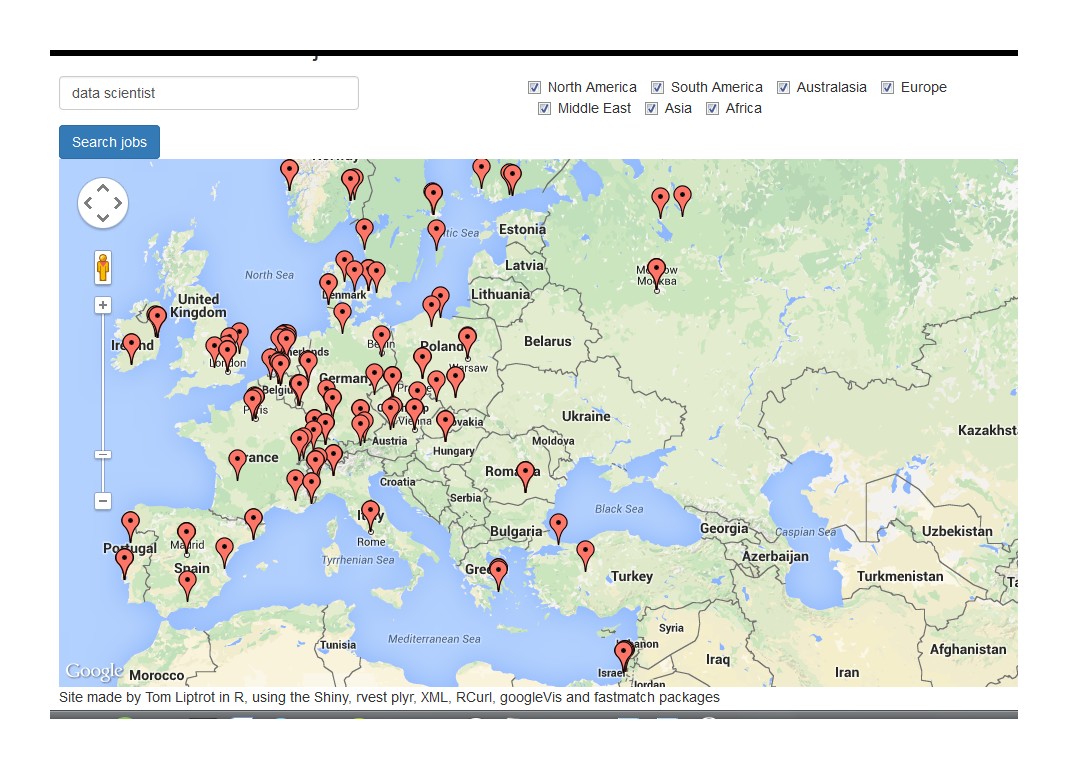 data scientist
North America South America Australasia Europe
Middle East Asia Africa
Search jobs
Norway
Estonia
North Sea
Latvia
Moscow
Москва
Denmark
Lithuania
United
Kingdom
Ireland
Belarus
Berlin
Poland
London
Netherlands
Warsaw
Germany
Belgium
Paris
Ukraine
Vienna
Slovakia
Kazakhst
Austria
Moldova
France
Hungary
Romania
Croatia
Serbia
Black Sea
Italy
Bulgaria
Georgia
Caspian Sea
Uzbekistan
Rome
Portugal
Madrid
Azerbaijan
Tyrrhenian Sea
Spain
Greece
Turkey
Turkmenistan
Syria
Mediterranean Sea
Tunisia
Lebanon
Afghanistan
Iraq
Google
Morocco
Israel
Iran
Jordan
Site made by Tom Liptrot in R, using the Shiny, rvest plyr, XML, RCurl, googleVis and fastmatch packages